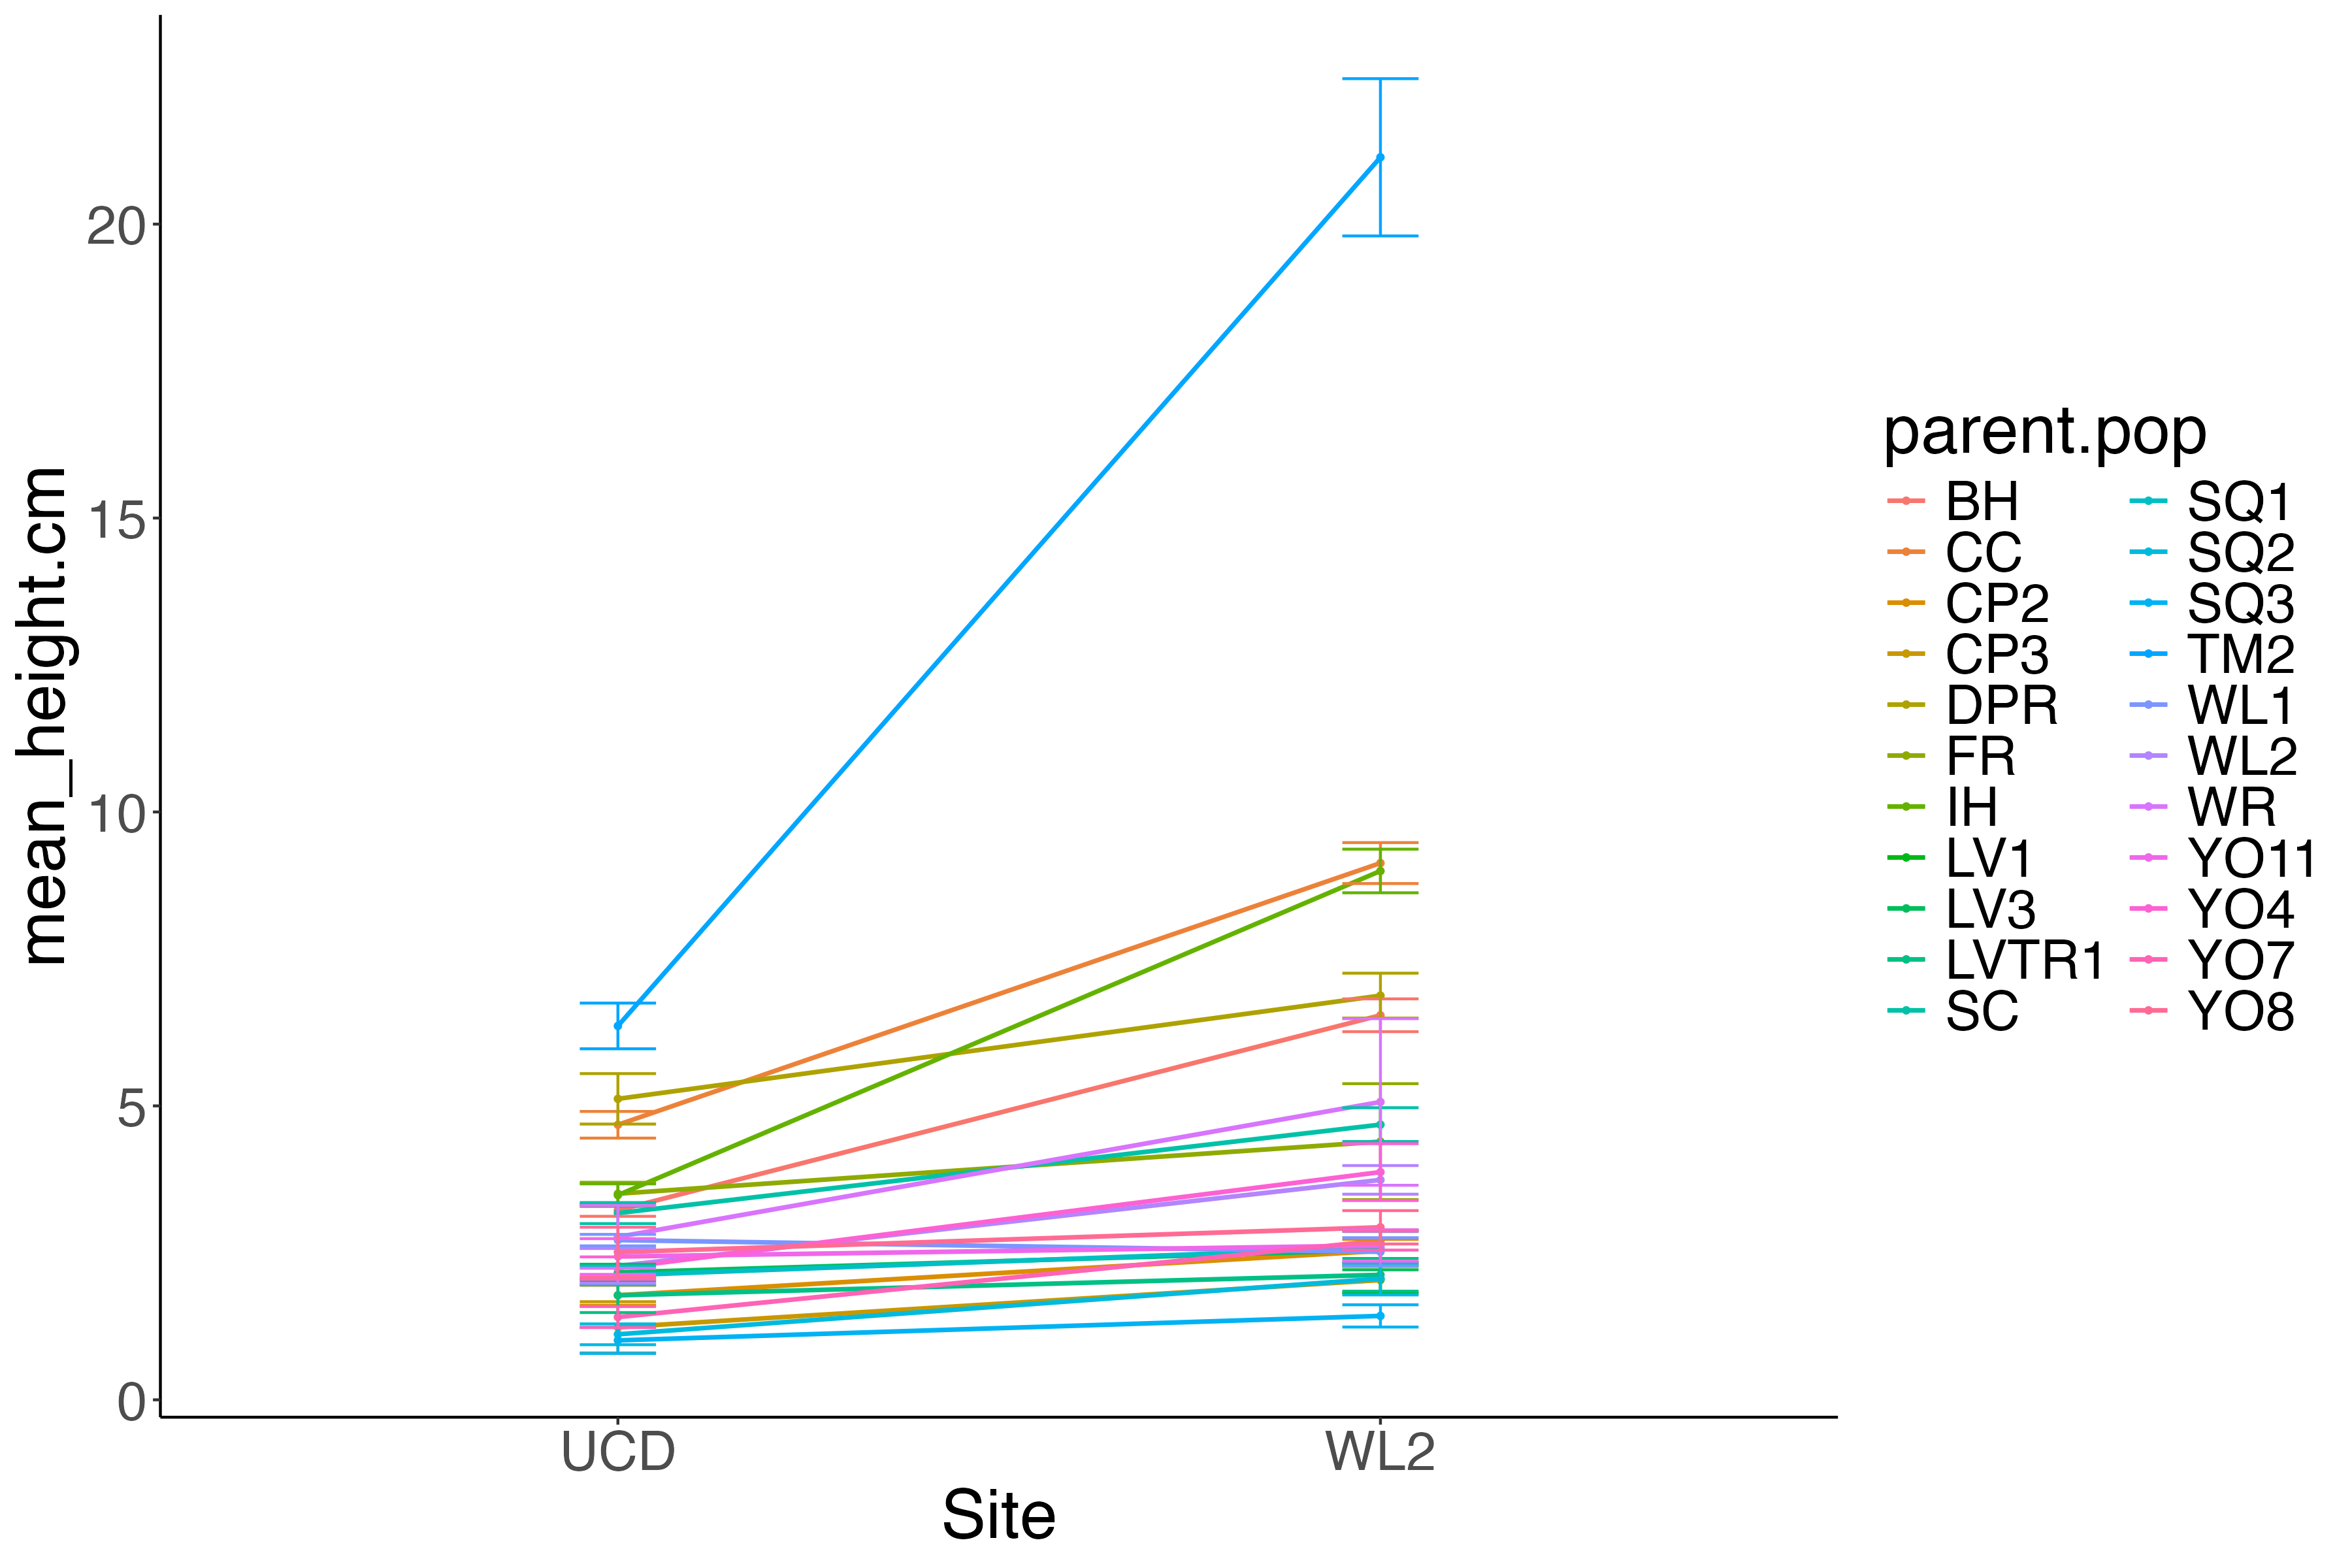 mean_height.cm
20
15
10
5
0
UCD
WL2
Site
parent.pop
BH
CC
CP2
CP3
DPR
FR
IH
LV1
LV3
LVTR1
SC
SQ1
SQ2
SQ3
TM2
WL1
WL2
WR
YO11
YO4
YO7
YO8